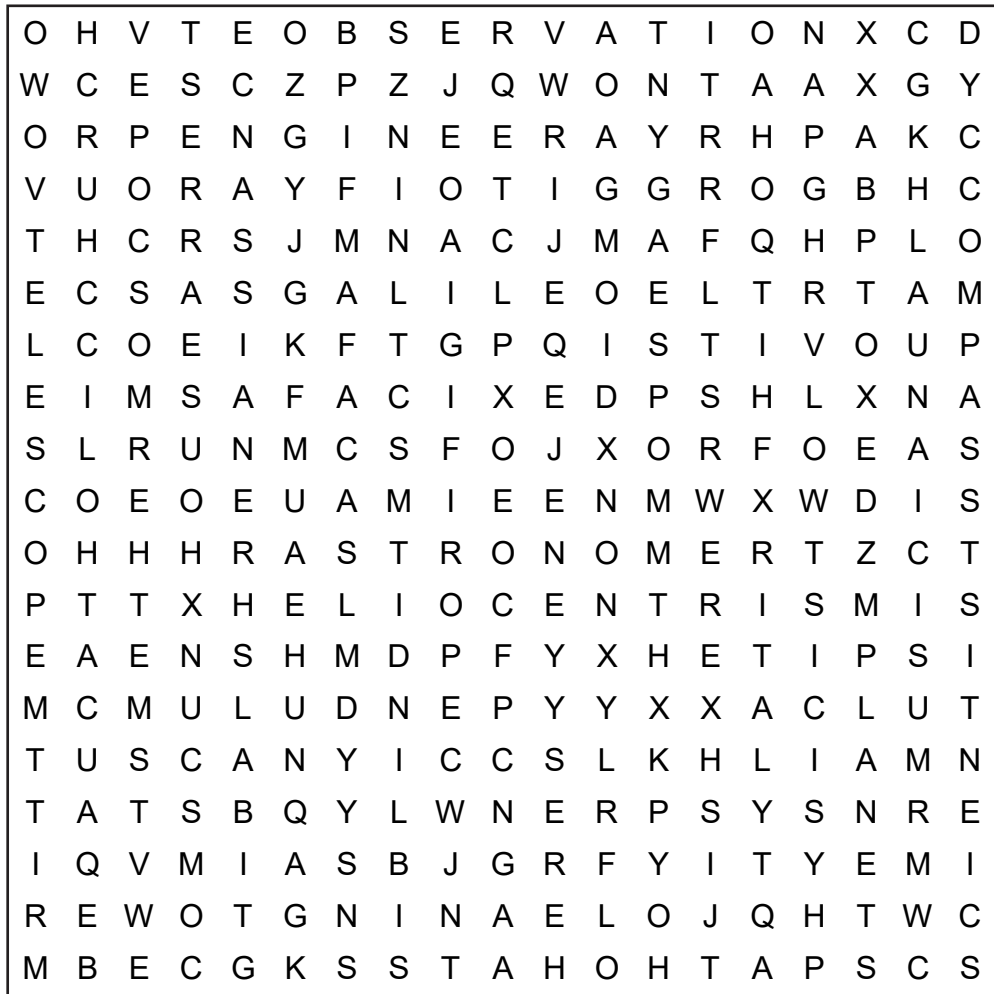 O H V T E O B S E R V A T I O N X C D
W C E S C Z P Z J Q W O N T A A X G Y
O R P E N G I N E E R A Y R H P A K C
V U O R A Y F I O T I G G R O G B H C
T H C R S J M N A C J M A F Q H P L O
E C S A S G A L I L E O E L T R T A M
L C O E I K F T G P Q I S T I V O U P
E I M S A F A C I X E D P S H L X N A
S L R U N M C S F O J X O R F O E A S
C O E O E U A M I E E N M W X W D I S
O H H H R A S T R O N O M E R T Z C T
P T T X H E L I O C E N T R I S M I S
E A E N S H M D P F Y X H E T I P S I
M C M U L U D N E P Y Y X X A C L U T
T U S C A N Y I C C S L K H L I A M N
T A T S B Q Y L W N E R P S Y S N R E
I Q V M I A S B J G R F Y I T Y E M I
R E W O T G N I N A E L O J Q H T W C
M B E C G K S S T A H O H T A P S C S